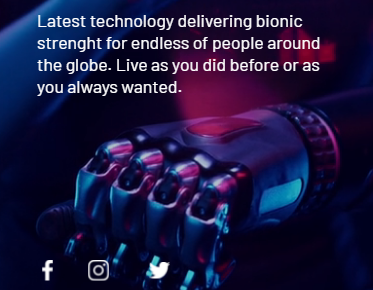 Latest technology delivering bionic
strenght for endless of people around
the globe. Live as you did before or as
you always wanted.